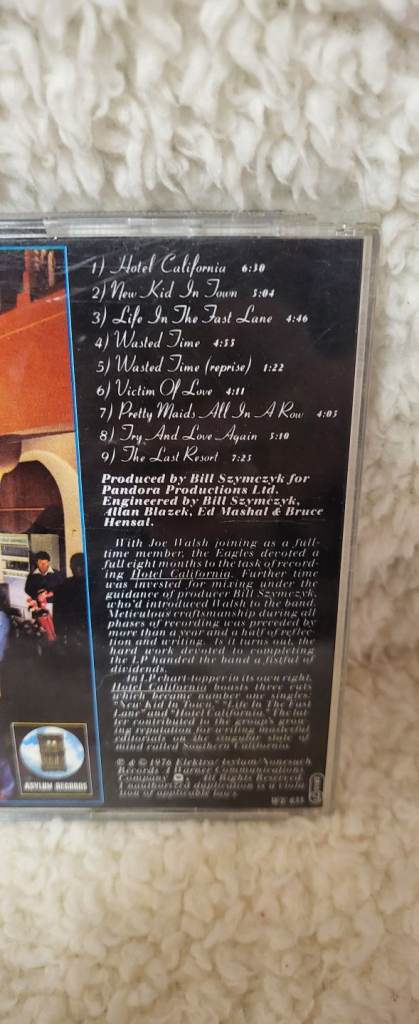 1) Hotel California 6:30
2) New Kid In Town 5:04
3) Life In The Fast Lane 4:46
4) Wasted Time 4:55
5) Wasted Time (reprise) 1:22
6) Victim Of Love 4:11
7) Pretty Maids All In A Row 4:05
8) Try And Love Again 5:10
9) The Last Resort 7:25
Produced by Bill Szymczyk for
Pandora Productions Ltd.
Engineered by Bill Szymczyk,
Allan Blazek, Ed Mashal & Bruce
Hensal.
With Joe Walsh joining as a full-
time member, the Eagles devoted a
full eight months to the task of record-
ing Hotel California. Further time
was invested for mixing under the
guidance of producer Bill Szymczyk,
who'd introduced Walsh to the band.
Meticulous craftsmanship during all
phases of recording was preceded by
more than a year and a half of reflec-
tion and writing. As it turns out, the
hard work devoted to completing
the LP handed the band a fistful of
dividends.
An LP chart-topper in its own right,
Hotel California boasts three cuts
which became number one singles:
"New Kid In Town," "Life In The Fast
Lane" and "Hotel California." The lat-
ter contributed to the group's grow-
ing reputation for writing masterful
editorials on the singular state of
mind called Southern California.
℗ & © 1976 Elektra/Asylum/Nonesuch
Records. A Warner Communications
Company All Rights Reserved.
Unauthorized duplication is a viola-
tion of applicable laws.
ASYLUM RECORDS